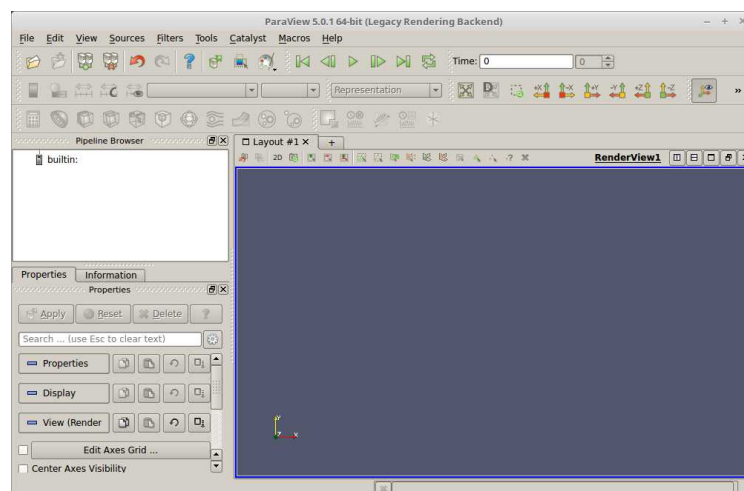 ParaView 5.0.1 64-bit (Legacy Rendering Backend)
File Edit View Sources Filters Tools Catalyst Macros Help
Time: 0 0
Representation
Pipeline Browser
Layout #1
builtin:
2D RenderView1
Properties Information
Properties
Apply Reset Delete ?
Search ... (use Esc to clear text)
Properties
Display
View (Render
Edit Axes Grid ...
Center Axes Visibility
Y
Z X